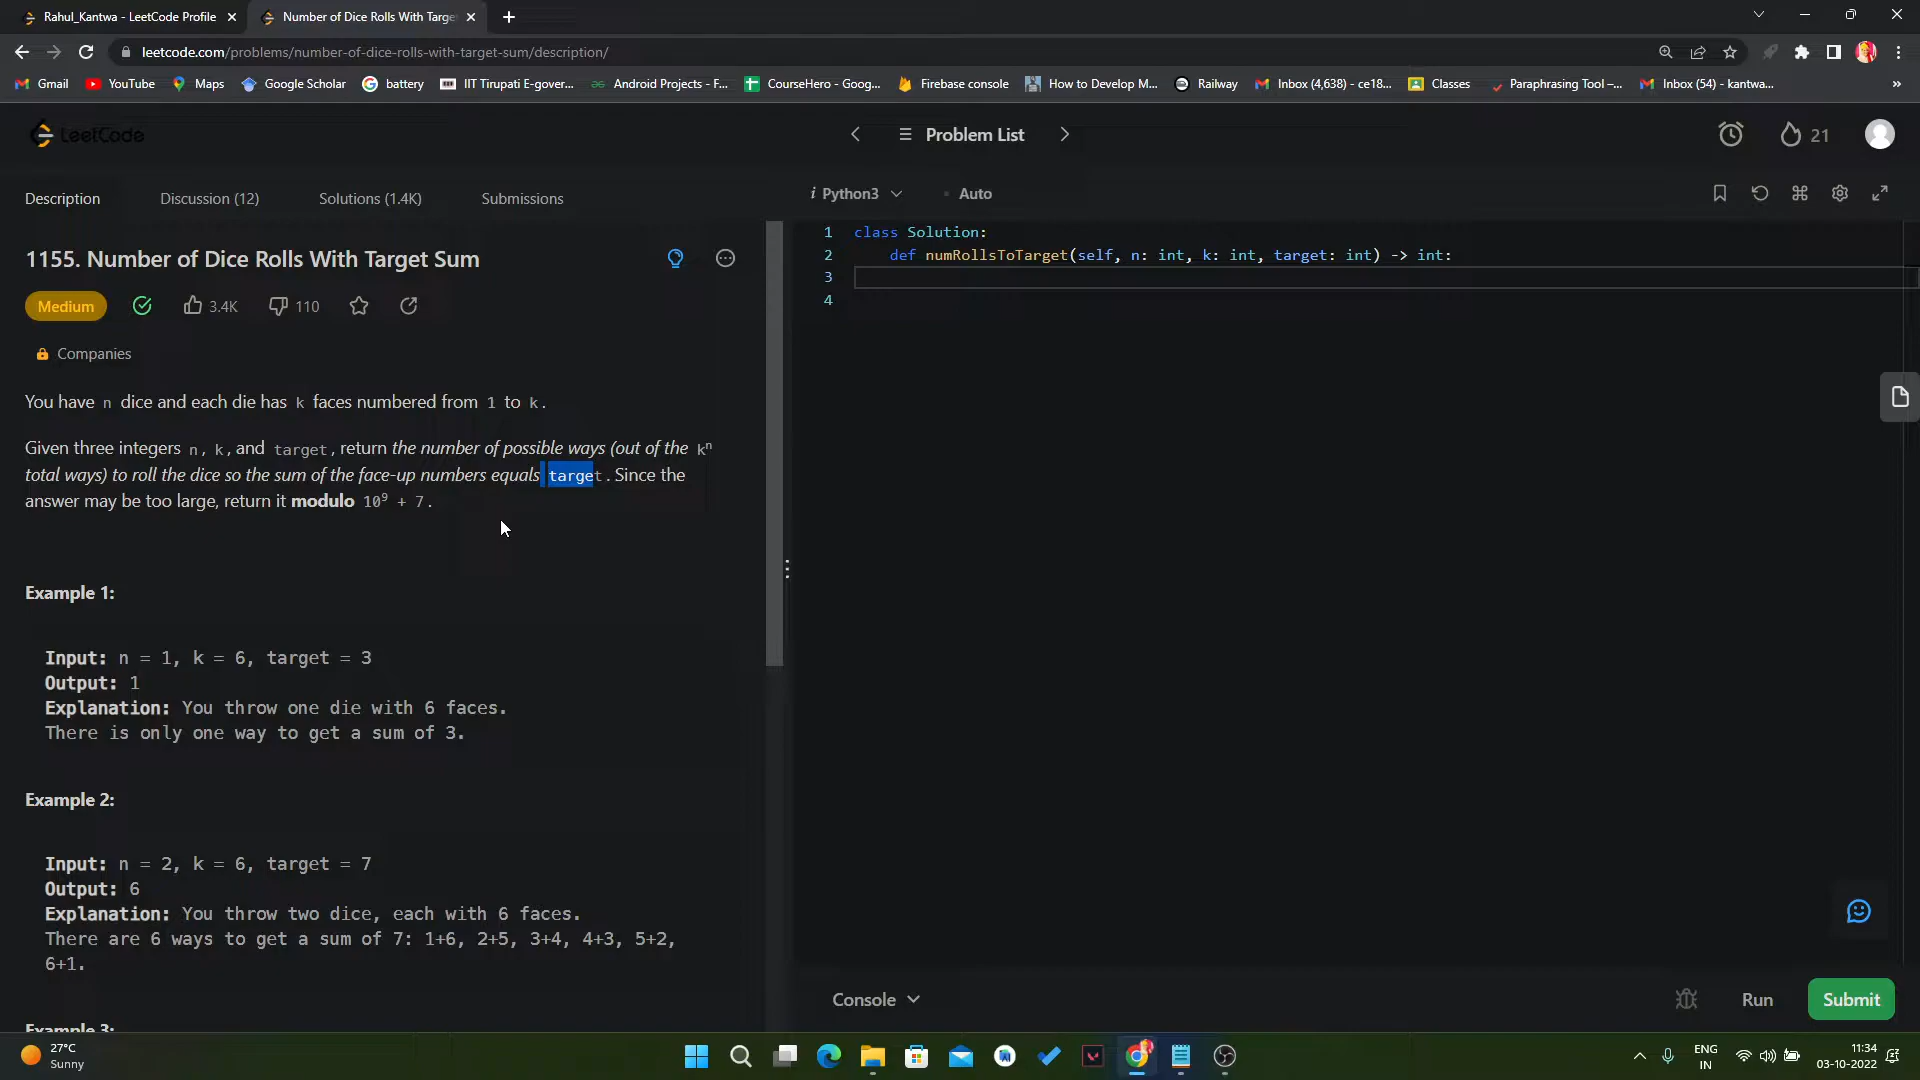 Rahul_Kantwa - LeetCode Profile
Number of Dice Rolls With Targe
leetcode.com/problems/number-of-dice-rolls-with-target-sum/description/
Gmail YouTube Maps Google Scholar battery IIT Tirupati E-gover... Android Projects - F... CourseHero - Goog... Firebase console How to Develop M... Railway Inbox (4,638) - ce18... Classes Paraphrasing Tool –... Inbox (54) - kantwa... »
LeetCode
Problem List
21
Description Discussion (12) Solutions (1.4K) Submissions
i Python3 Auto
1155. Number of Dice Rolls With Target Sum
Medium 3.4K 110
Companies
You have n dice and each die has k faces numbered from 1 to k.
Given three integers n, k, and target, return the number of possible ways (out of the kⁿ
total ways) to roll the dice so the sum of the face-up numbers equals target. Since the
answer may be too large, return it modulo 10⁹ + 7.
Example 1:
Input: n = 1, k = 6, target = 3
Output: 1
Explanation: You throw one die with 6 faces.
There is only one way to get a sum of 3.
Example 2:
Input: n = 2, k = 6, target = 7
Output: 6
Explanation: You throw two dice, each with 6 faces.
There are 6 ways to get a sum of 7: 1+6, 2+5, 3+4, 4+3, 5+2,
6+1.
Example 3:
1 class Solution:
2 def numRollsToTarget(self, n: int, k: int, target: int) -> int:
3
4
Console
Run
Submit
27°C
Sunny
ENG
IN
11:34
03-10-2022